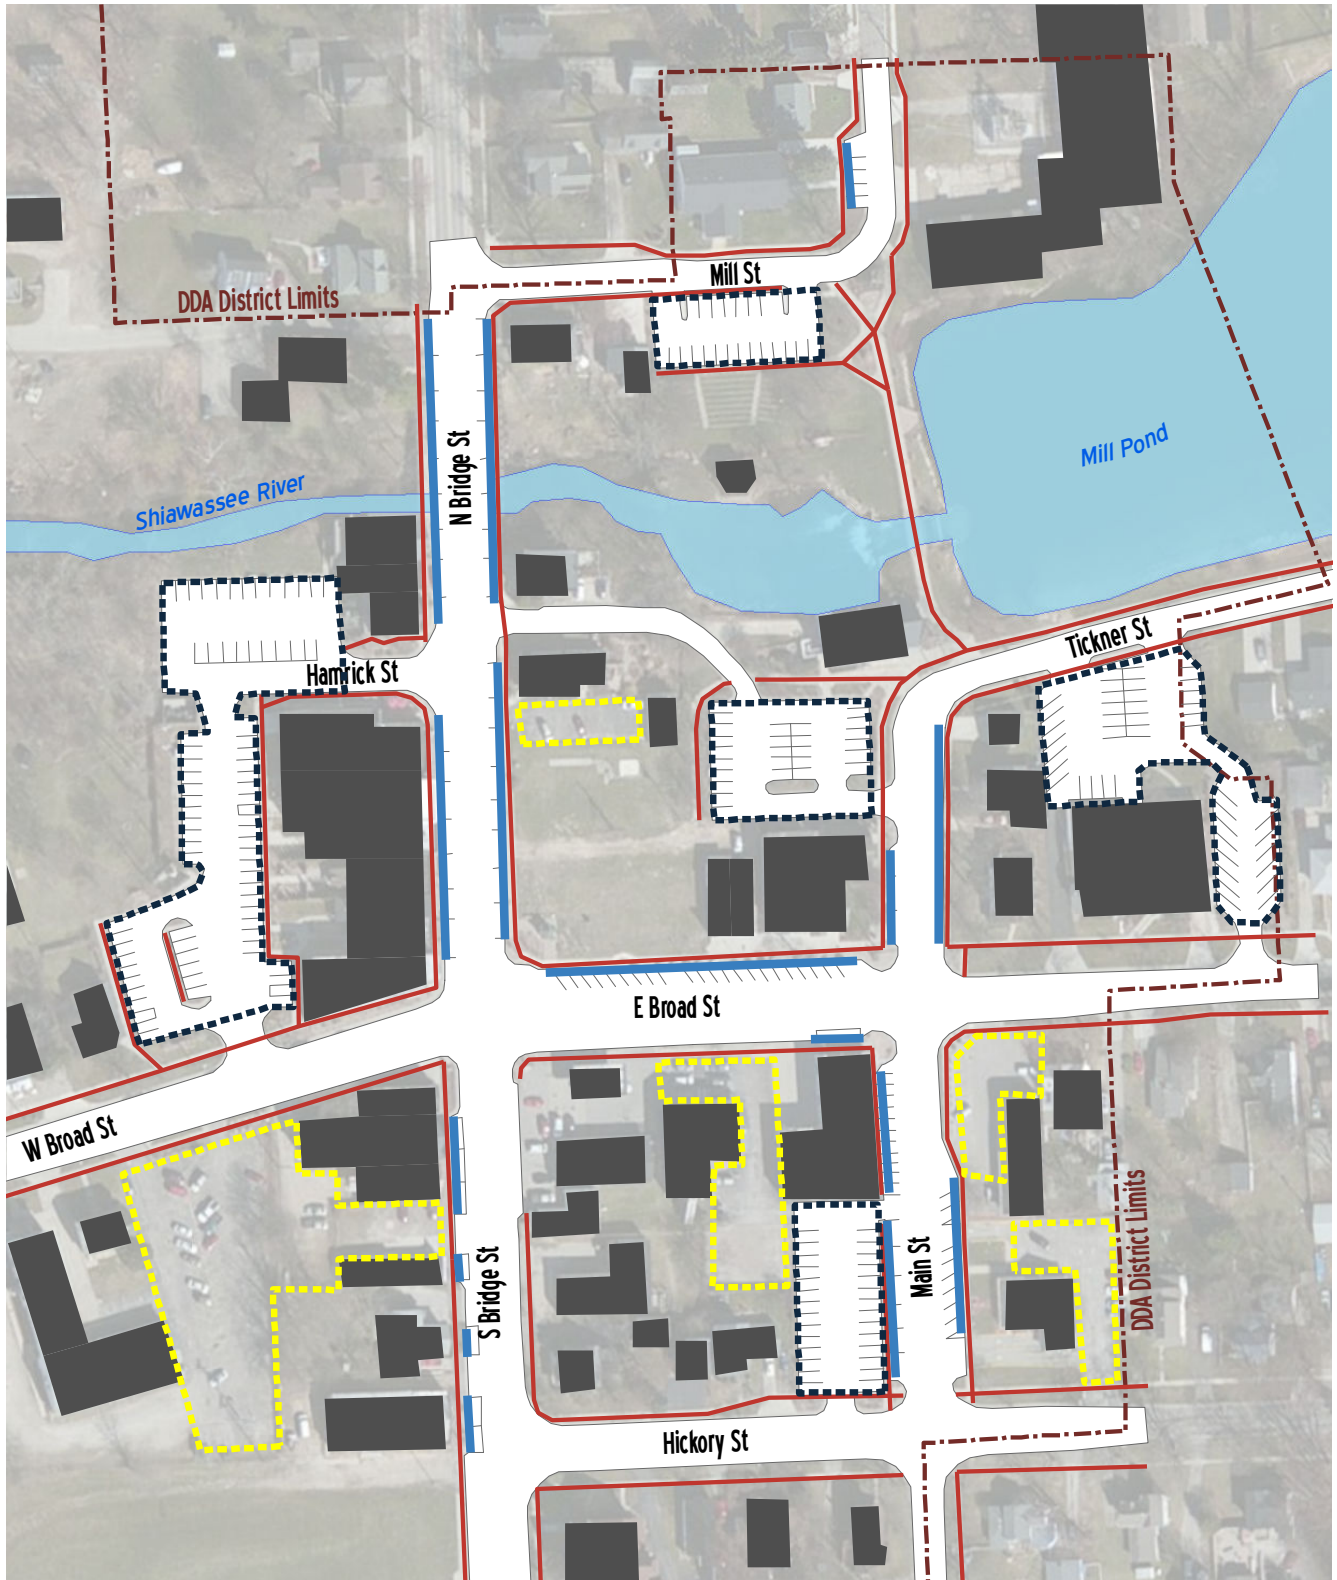 Mill St
DDA District Limits
N Bridge St
Mill Pond
Shiawassee River
Tickner St
Hamrick St
E Broad St
W Broad St
DDA District Limits
Main St
S Bridge St
Hickory St